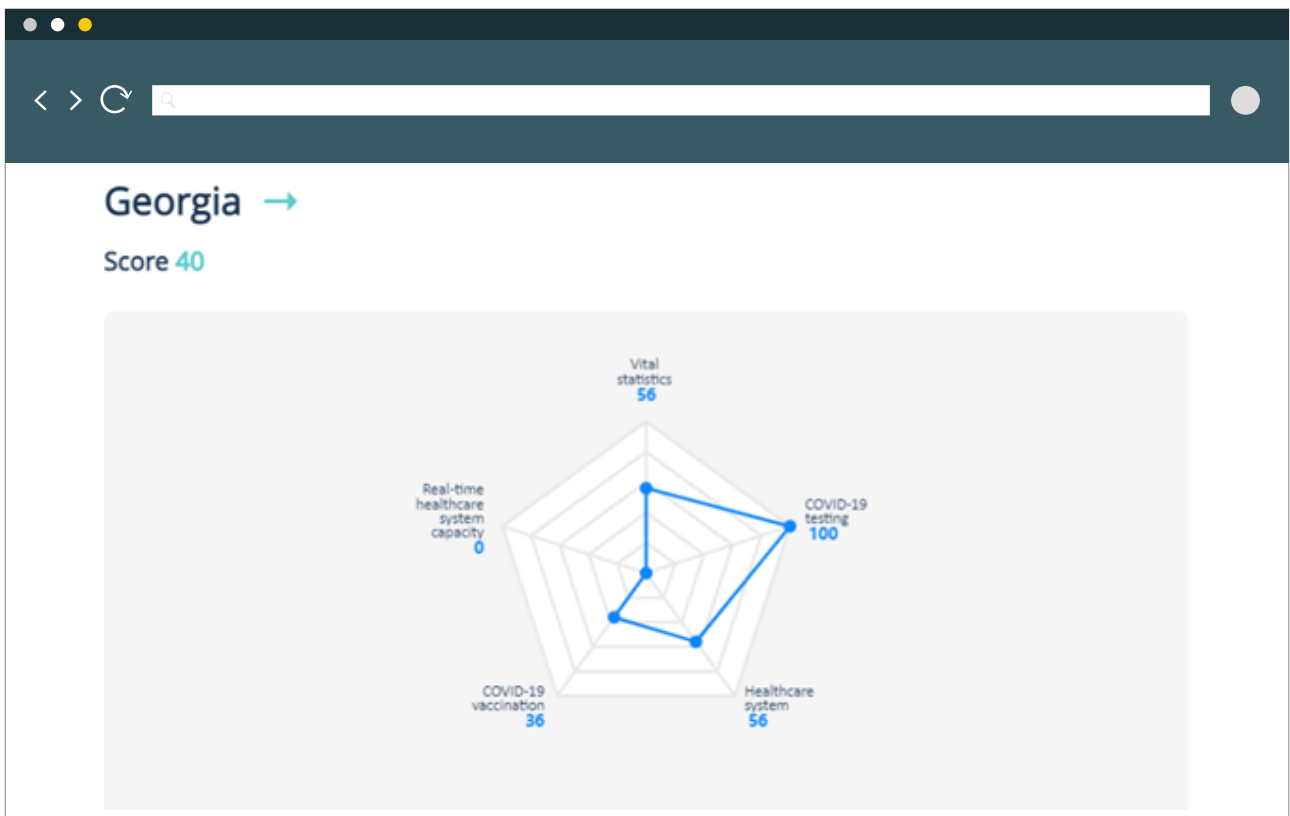 Georgia →
Score 40
Vital
statistics
56
Real-time
healthcare
system
capacity
0
COVID-19
testing
100
COVID-19
vaccination
36
Healthcare
system
56